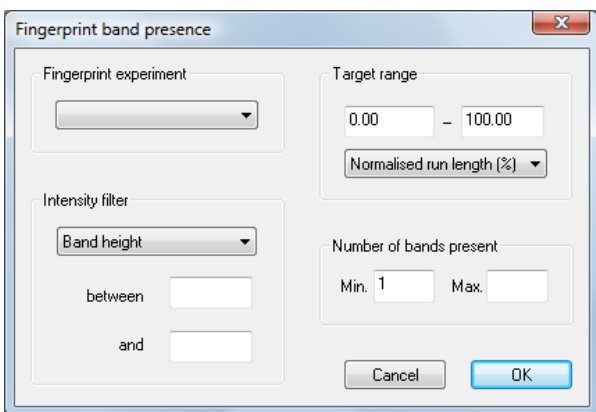 Fingerprint band presence
Fingerprint experiment
Target range
0.00 – 100.00
Normalised run length (%)
Intensity filter
Band height
between
and
Number of bands present
Min. 1 Max.
Cancel OK